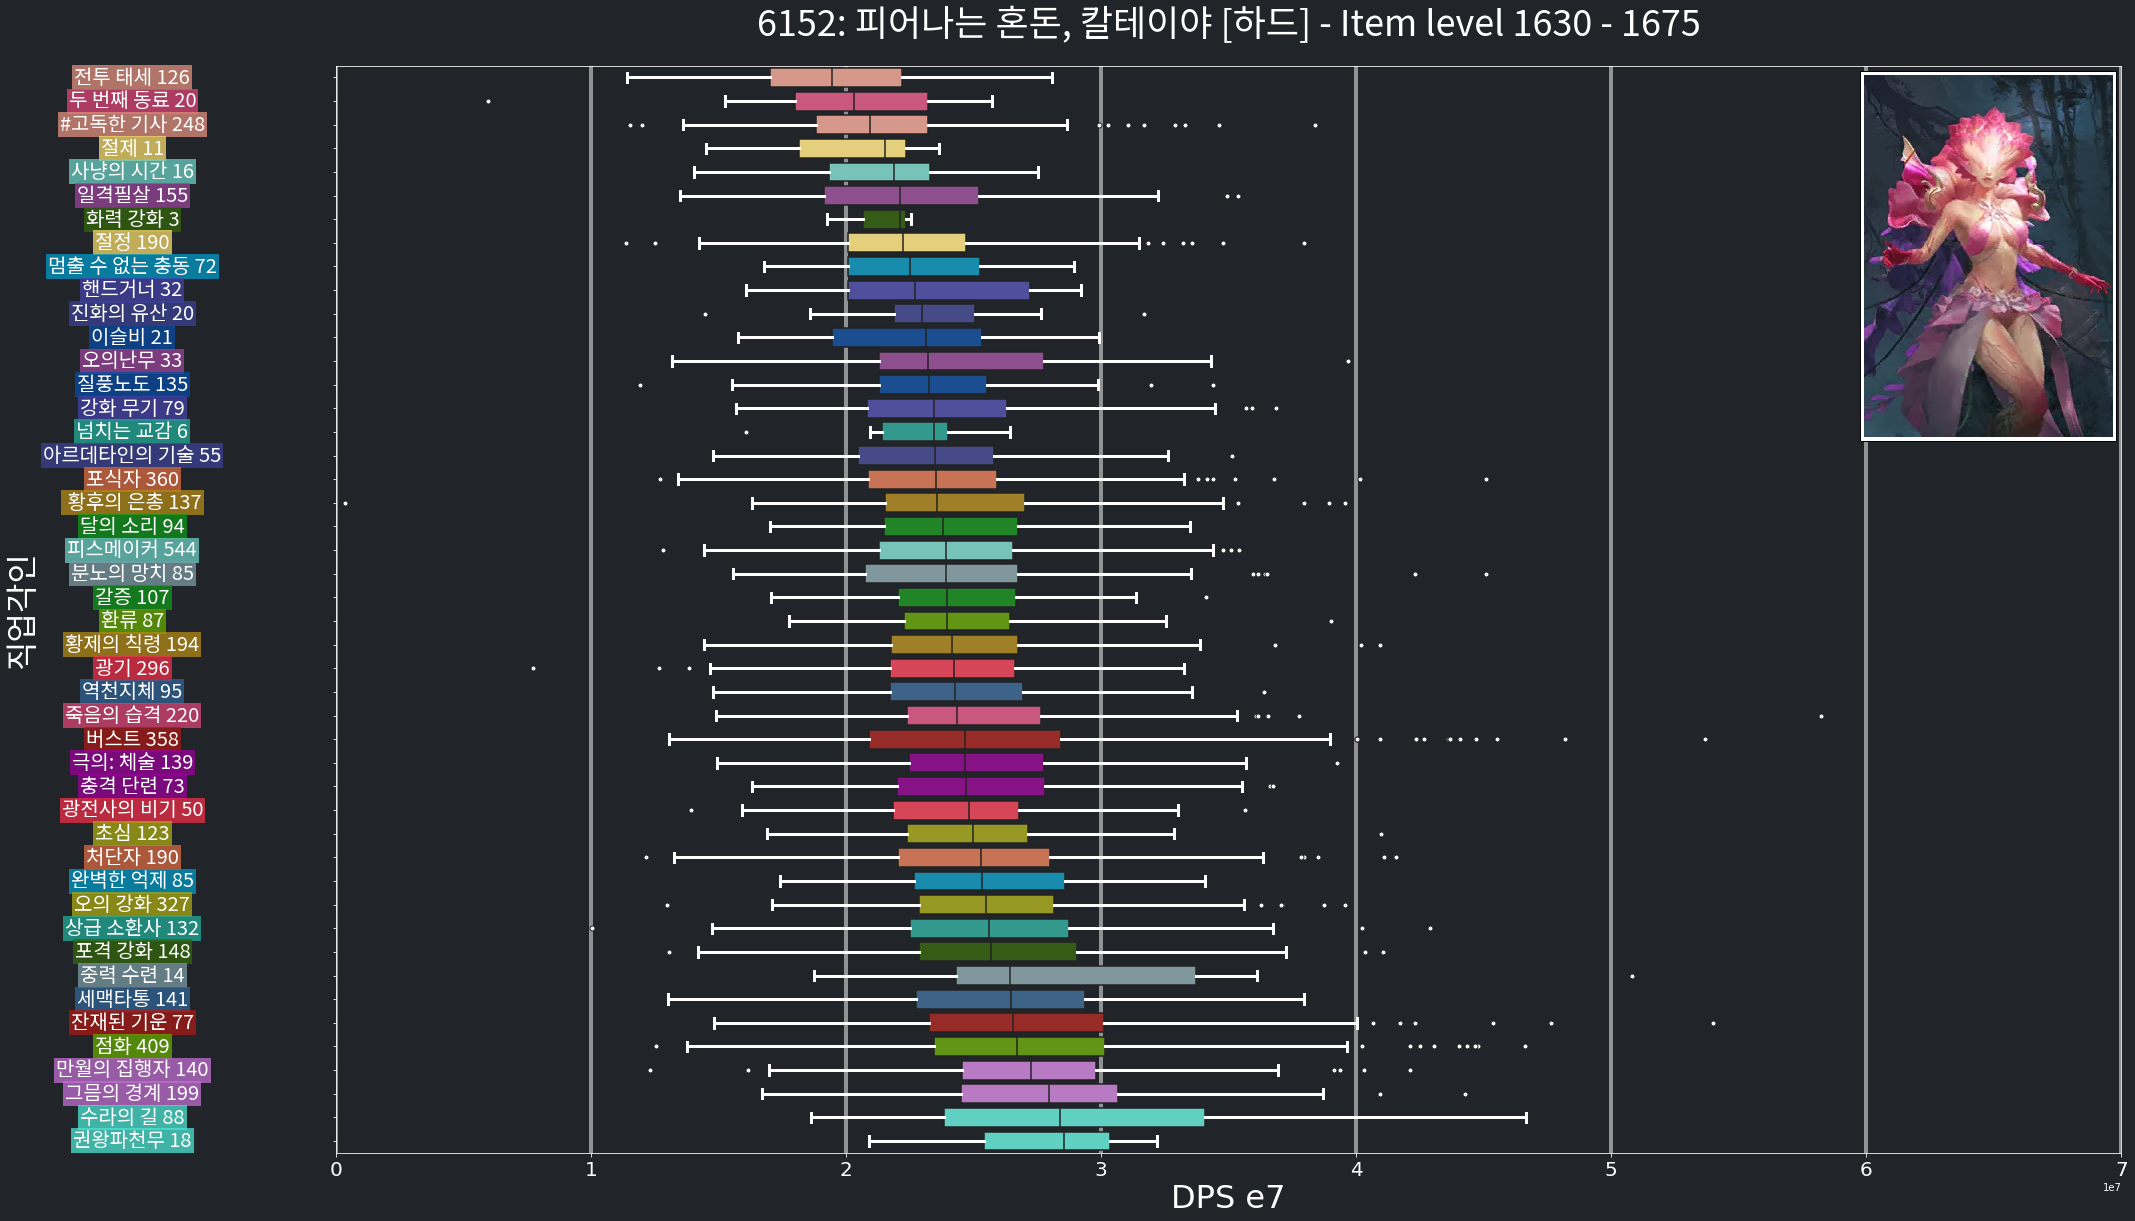 6152: 피어나는 혼돈, 칼테이야 [하드] - Item level 1630 - 1675
전투 태세 126
두 번째 동료 20
#고독한 기사 248
절제 11
사냥의 시간 16
일격필살 155
화력 강화 3
절정 190
멈출 수 없는 충동 72
핸드거너 32
진화의 유산 20
이슬비 21
오의난무 33
질풍노도 135
강화 무기 79
넘치는 교감 6
아르데타인의 기술 55
포식자 360
황후의 은총 137
달의 소리 94
피스메이커 544
분노의 망치 85
갈증 107
환류 87
황제의 칙령 194
광기 296
역천지체 95
죽음의 습격 220
버스트 358
극의: 체술 139
충격 단련 73
광전사의 비기 50
초심 123
처단자 190
완벽한 억제 85
오의 강화 327
상급 소환사 132
포격 강화 148
중력 수련 14
세맥타통 141
잔재된 기운 77
점화 409
만월의 집행자 140
그믐의 경계 199
수라의 길 88
권왕파천무 18
직업각인
0 1 2 3 4 5 6 7
1e7
DPS e7